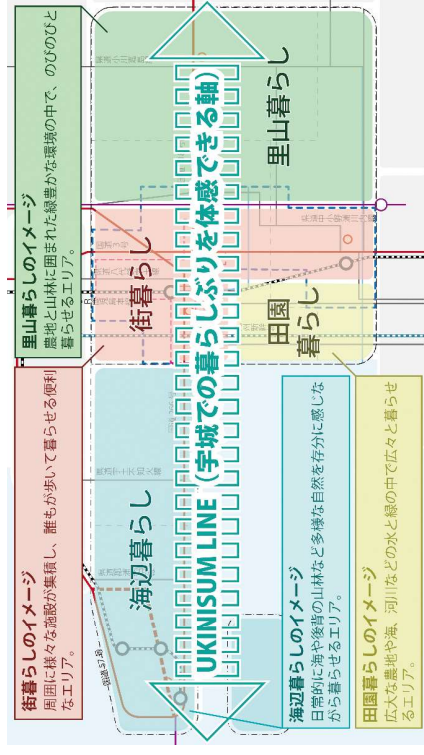 街暮らしのイメージ
周囲に様々な施設が集積し、誰もが歩いて暮らせる便利
なエリア。
里山暮らしのイメージ
農地と山林に囲まれた緑豊かな環境の中で、のびのびと
暮らせるエリア。
海辺暮らし
街暮らし
里山暮らし
UKINISUM LINE（宇城での暮らしぶりを体感できる軸）
田園
暮らし
海辺暮らしのイメージ
日常的に海や後背の山林など多様な自然を存分に感じな
がら暮らせるエリア。
田園暮らしのイメージ
広大な農地や海、河川などの水と緑の中で広々と暮らせ
るエリア。